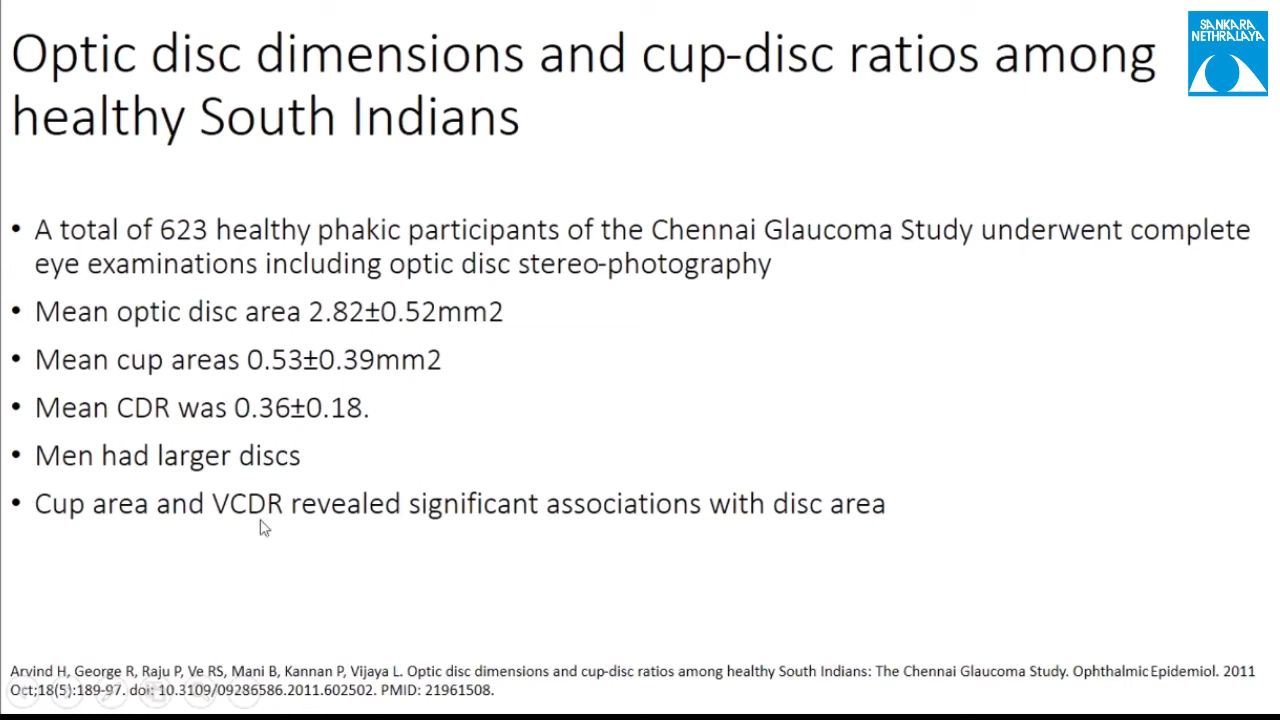 Optic disc dimensions and cup-disc ratios among
healthy South Indians
SANKARA
NETHRALAYA
• A total of 623 healthy phakic participants of the Chennai Glaucoma Study underwent complete
eye examinations including optic disc stereo-photography
• Mean optic disc area 2.82±0.52mm2
• Mean cup areas 0.53±0.39mm2
• Mean CDR was 0.36±0.18.
• Men had larger discs
• Cup area and VCDR revealed significant associations with disc area
Arvind H, George R, Raju P, Ve RS, Mani B, Kannan P, Vijaya L. Optic disc dimensions and cup-disc ratios among healthy South Indians: The Chennai Glaucoma Study. Ophthalmic Epidemiol. 2011
Oct;18(5):189-97. doi: 10.3109/09286586.2011.602502. PMID: 21961508.